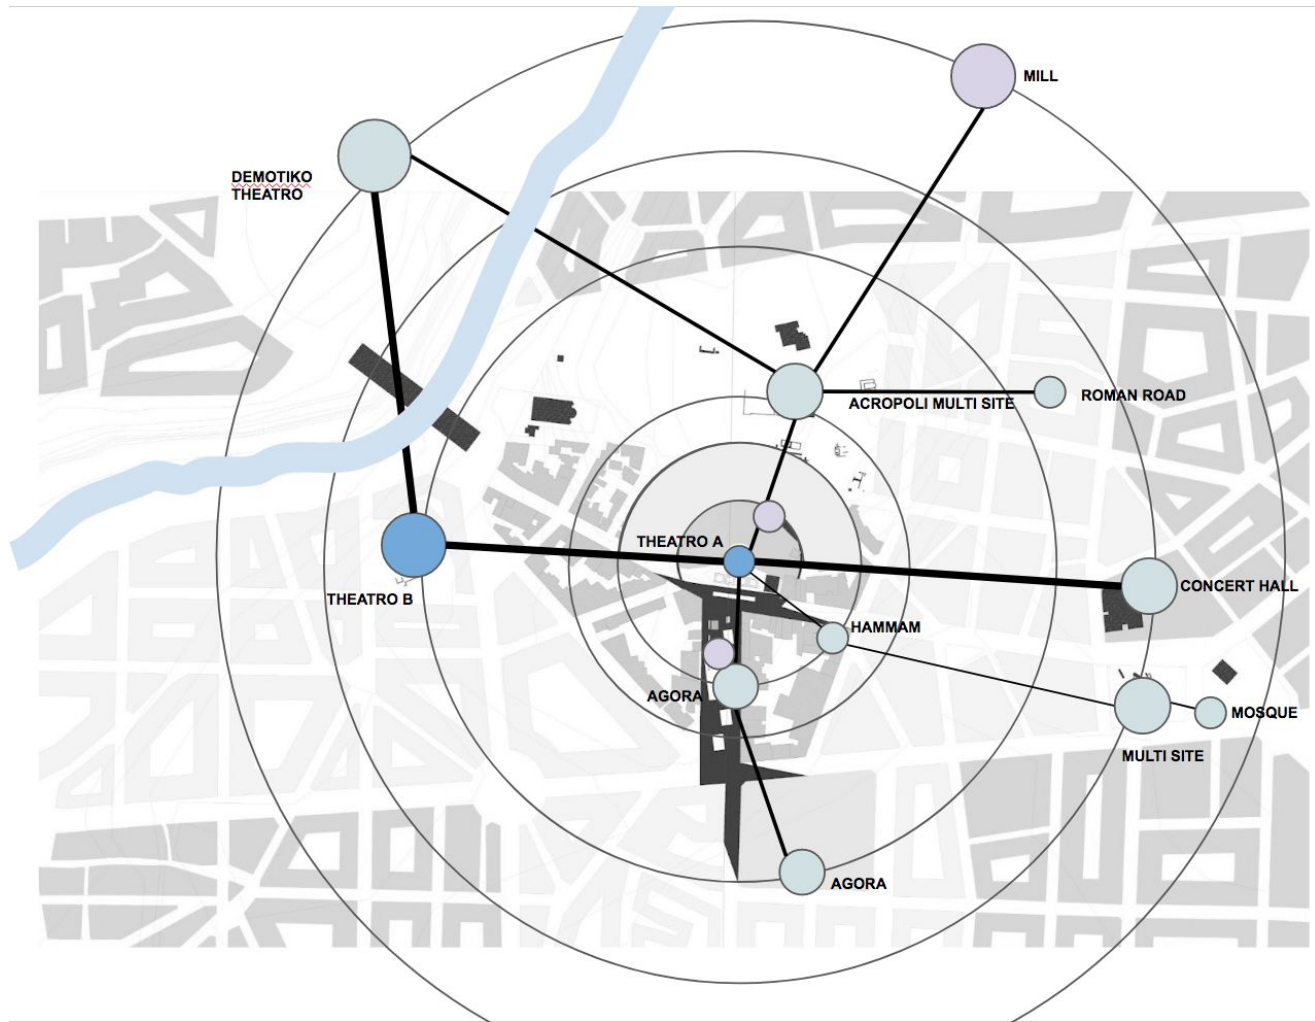 MILL
DEMOTIKO
THEATRO
ROMAN ROAD
ACROPOLI MULTI SITE
THEATRO A
CONCERT HALL
THEATRO B
HAMMAM
AGORA
MOSQUE
MULTI SITE
AGORA